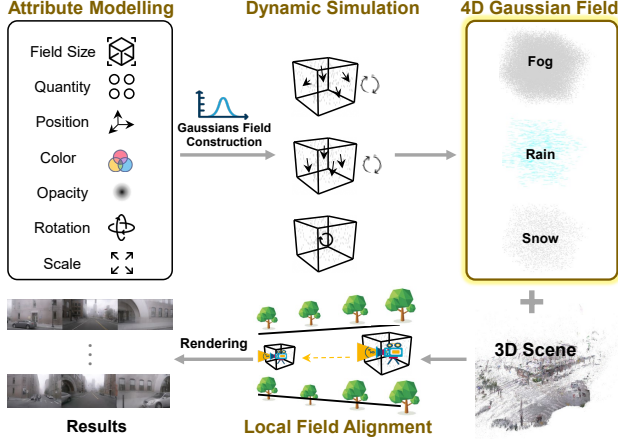 Attribute Modelling
Dynamic Simulation
4D Gaussian Field
Field Size
Quantity
Position
Color
Opacity
Rotation
Scale
Gaussians Field
Construction
Fog
Rain
Snow
3D Scene
Rendering
Results
Local Field Alignment